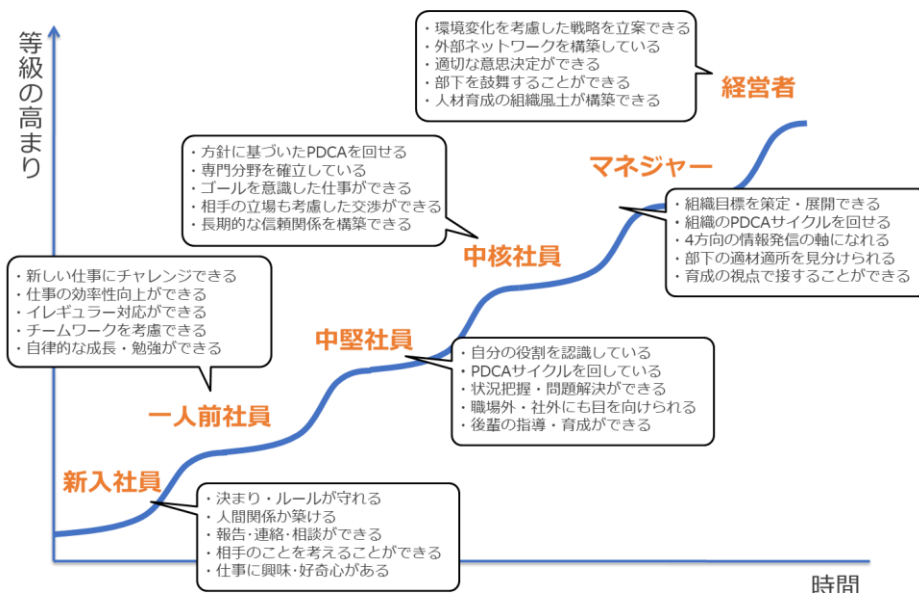 等級の高まり
・環境変化を考慮した戦略を立案できる
・外部ネットワークを構築している
・適切な意思決定ができる
・部下を鼓舞することができる
・人材育成の組織風土が構築できる
経営者
・方針に基づいたPDCAを回せる
・専門分野を確立している
・ゴールを意識した仕事ができる
・相手の立場も考慮した交渉ができる
・長期的な信頼関係を構築できる
マネジャー
・組織目標を策定・展開できる
・組織のPDCAサイクルを回せる
・4方向の情報発信の軸になれる
・部下の適材適所を見分けられる
・育成の視点で接することができる
中核社員
・新しい仕事にチャレンジできる
・仕事の効率性向上ができる
・イレギュラー対応ができる
・チームワークを考慮できる
・自律的な成長・勉強ができる
中堅社員
・自分の役割を認識している
・PDCAサイクルを回している
・状況把握・問題解決ができる
・職場外・社外にも目を向けられる
・後輩の指導・育成ができる
一人前社員
新入社員
・決まり・ルールが守れる
・人間関係か築ける
・報告・連絡・相談ができる
・相手のことを考えることができる
・仕事に興味・好奇心がある
時間